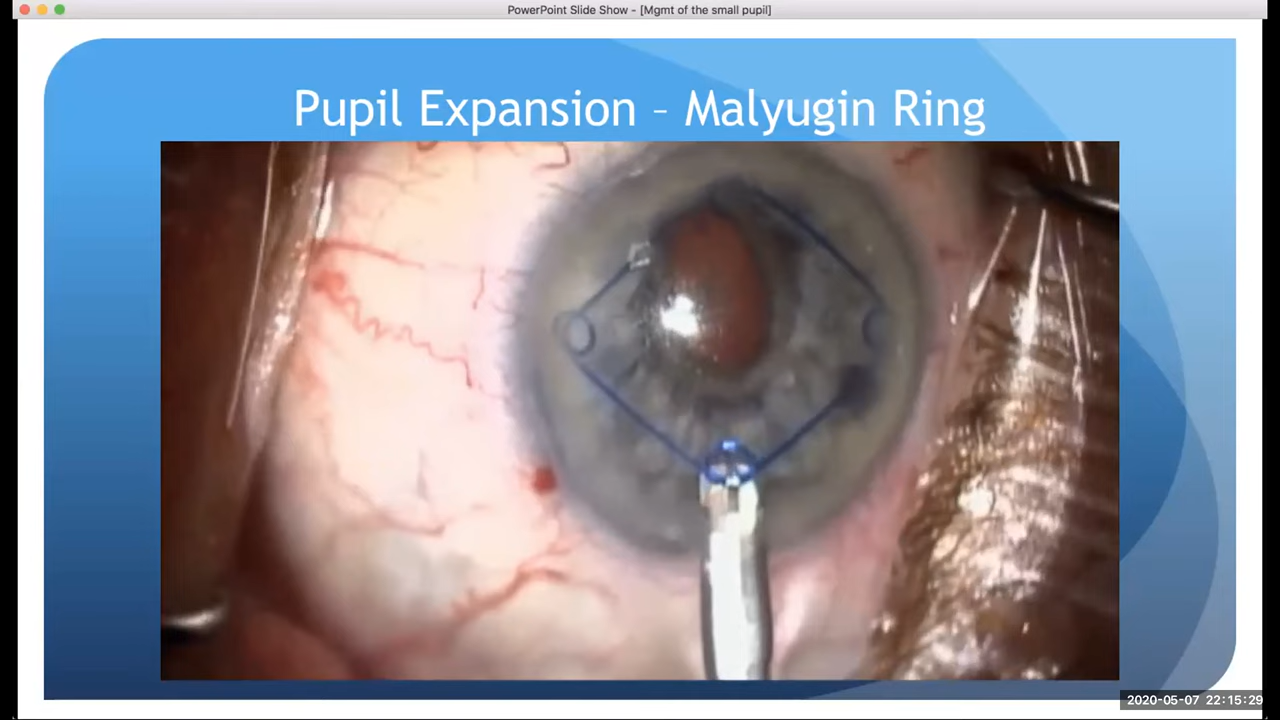 PowerPoint Slide Show - [Mgmt of the small pupil]
Pupil Expansion – Malyugin Ring
2020-05-07 22:15:29